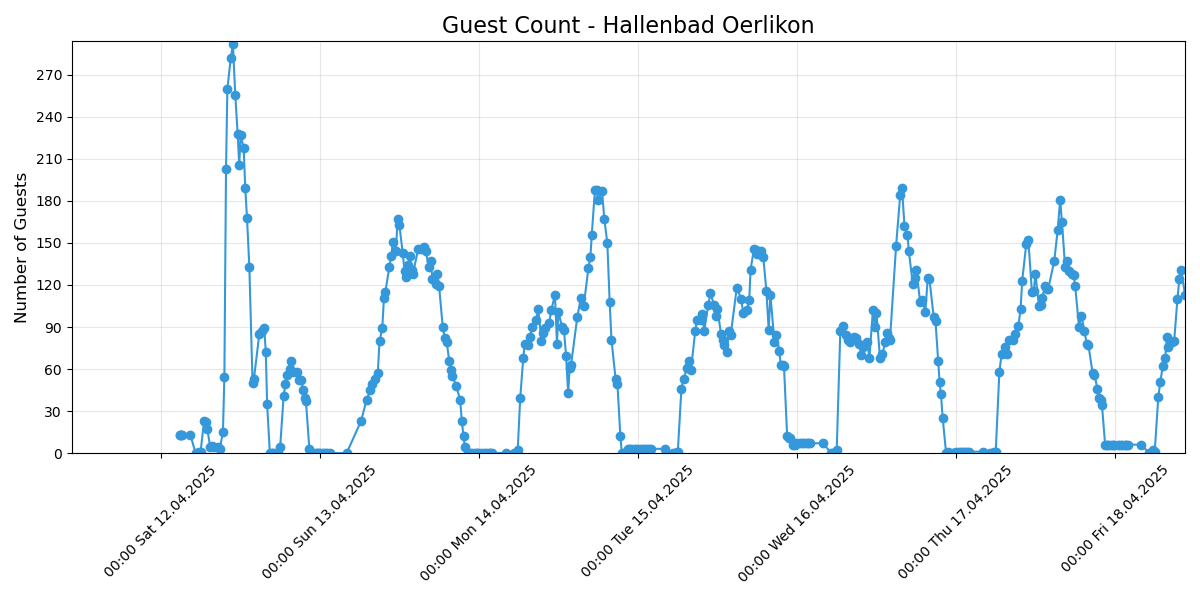 Guest Count - Hallenbad Oerlikon
Number of Guests
270
240
210
180
150
120
90
60
30
0
00:00 Sat 12.04.2025
00:00 Sun 13.04.2025
00:00 Mon 14.04.2025
00:00 Tue 15.04.2025
00:00 Wed 16.04.2025
00:00 Thu 17.04.2025
00:00 Fri 18.04.2025